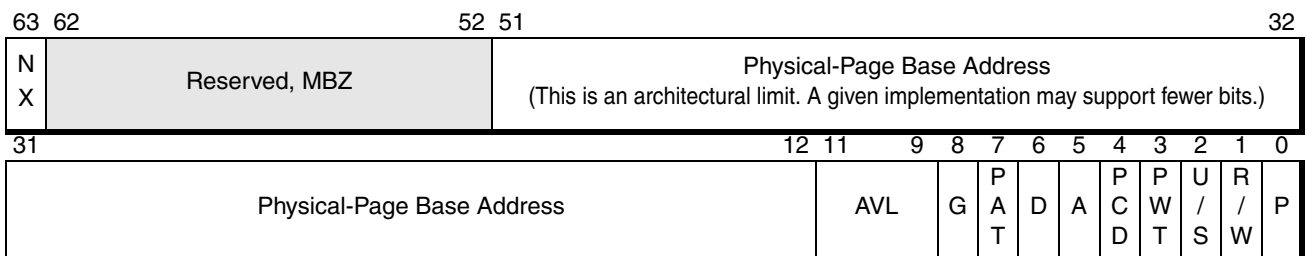 63 62 52 51 32
N
X
Reserved, MBZ
Physical-Page Base Address
(This is an architectural limit. A given implementation may support fewer bits.)
31 12 11 9 8 7 6 5 4 3 2 1 0
Physical-Page Base Address
AVL
G
P
A
T
D
A
P
C
D
P
W
T
U
/
S
R
/
W
P